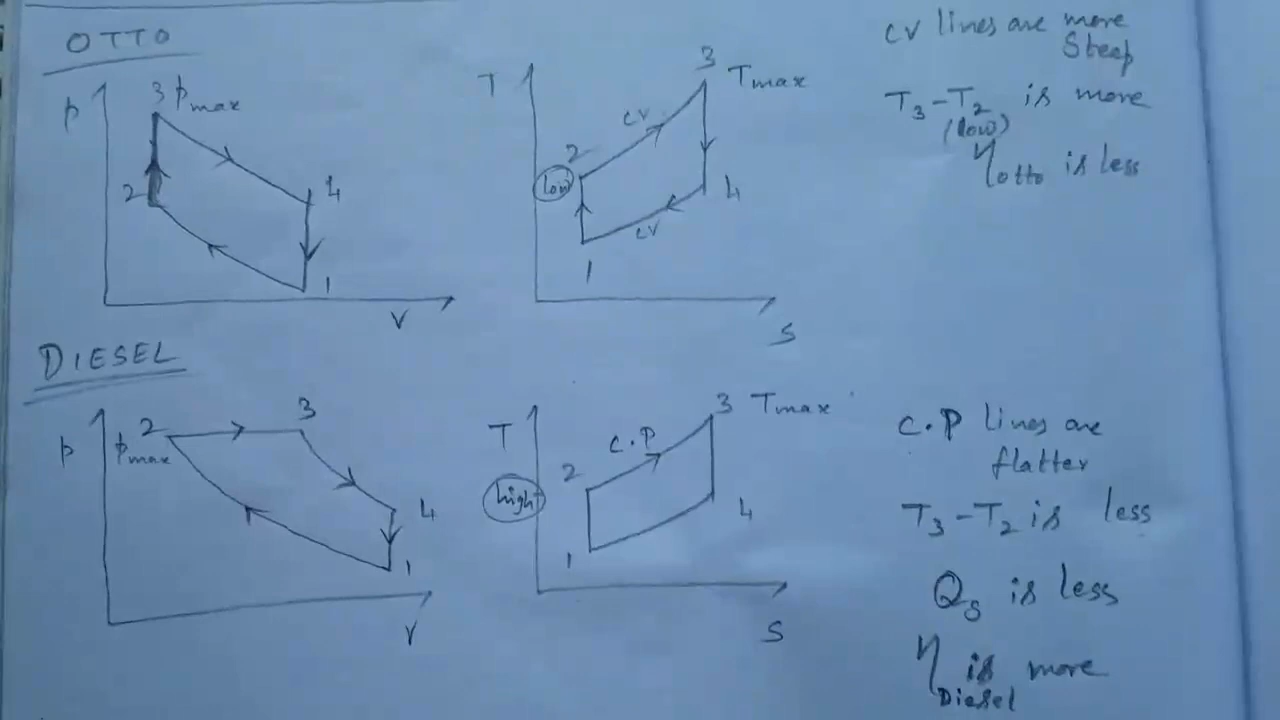 OTTO
p
3 Pmax
2
4
1
V
T
3
Tmax
cv
2
low
4
cv
1
S
cv lines are more
Steep
T3-T2 is more
(low)
ηotto is less
DIESEL
p
2
3
Pmax
4
1
V
T
3 Tmax
C.P
2
high
4
1
S
C.P lines are
flatter
T3-T2 is less
Qs is less
η is more
Diesel